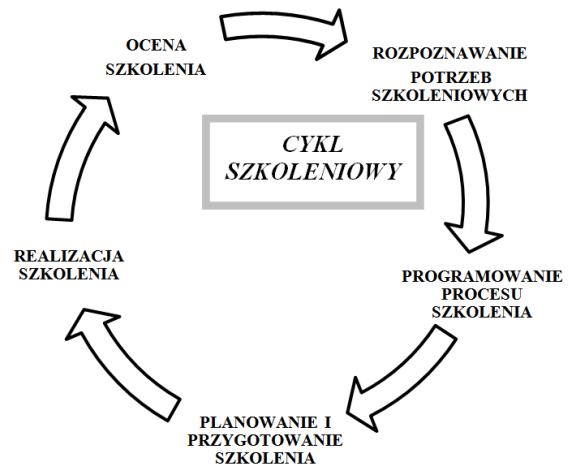 OCENA
SZKOLENIA
ROZPOZNAWANIE
POTRZEB
SZKOLENIOWYCH
CYKL
SZKOLENIOWY
REALIZACJA
SZKOLENIA
PROGRAMOWANIE
PROCESU
SZKOLENIA
PLANOWANIE I
PRZYGOTOWANIE
SZKOLENIA